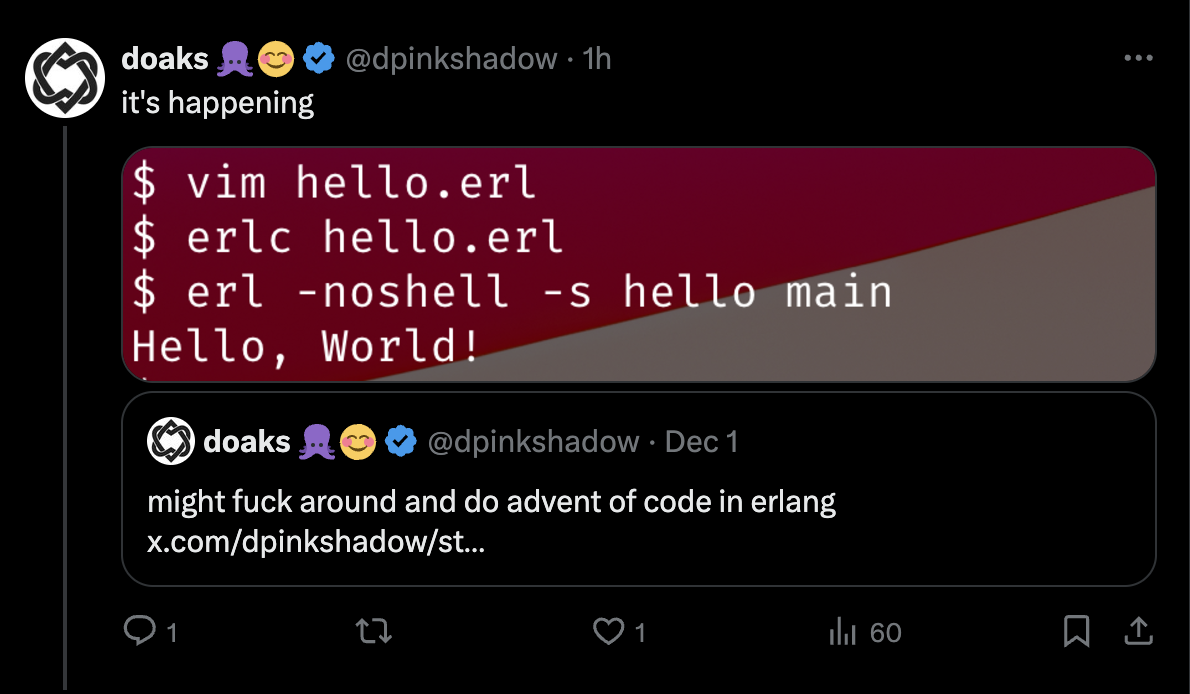 doaks 🐙😊 @dpinkshadow · 1h
it's happening
$ vim hello.erl
$ erlc hello.erl
$ erl -noshell -s hello main
Hello, World!
doaks 🐙😊 @dpinkshadow · Dec 1
might fuck around and do advent of code in erlang
x.com/dpinkshadow/st...
1 1 60